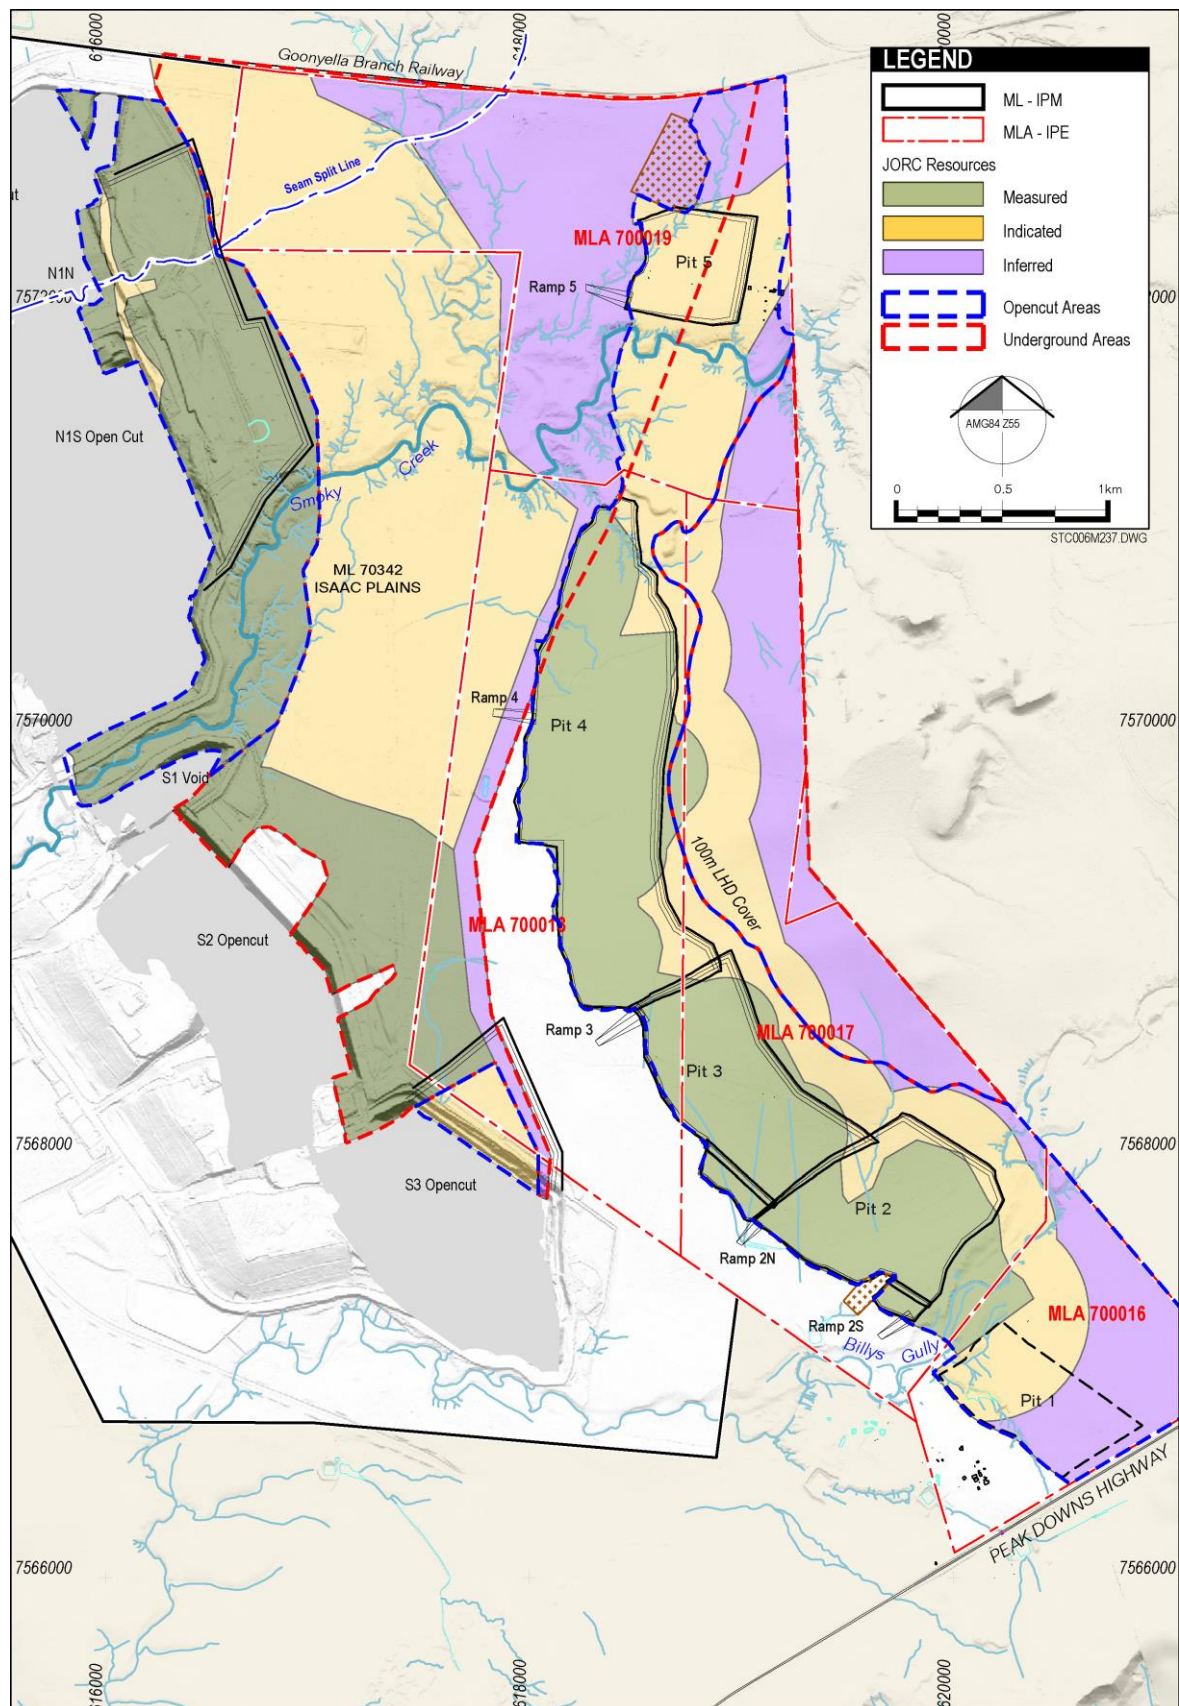 616000
618000
Goonyella Branch Railway
LEGEND
ML - IPM
MLA - IPE
JORC Resources
Measured
Indicated
Inferred
Opencut Areas
Underground Areas
AMG84 Z55
0 0.5 1km
STC006M237.DWG
Seam Split Line
MLA 700019
Pit 5
Ramp 5
N1N
7572000
N1S Open Cut
Smoky Creek
ML 70342
ISAAC PLAINS
Ramp 4
Pit 4
7570000
7570000
S1 Void
100m LHD Cover
S2 Opencut
MLA 700018
Ramp 3
MLA 700017
Pit 3
7568000
7568000
S3 Opencut
Pit 2
Ramp 2N
Ramp 2S
MLA 700016
Billys Gully
Pit 1
PEAK DOWNS HIGHWAY
7566000
7566000
618000
620000